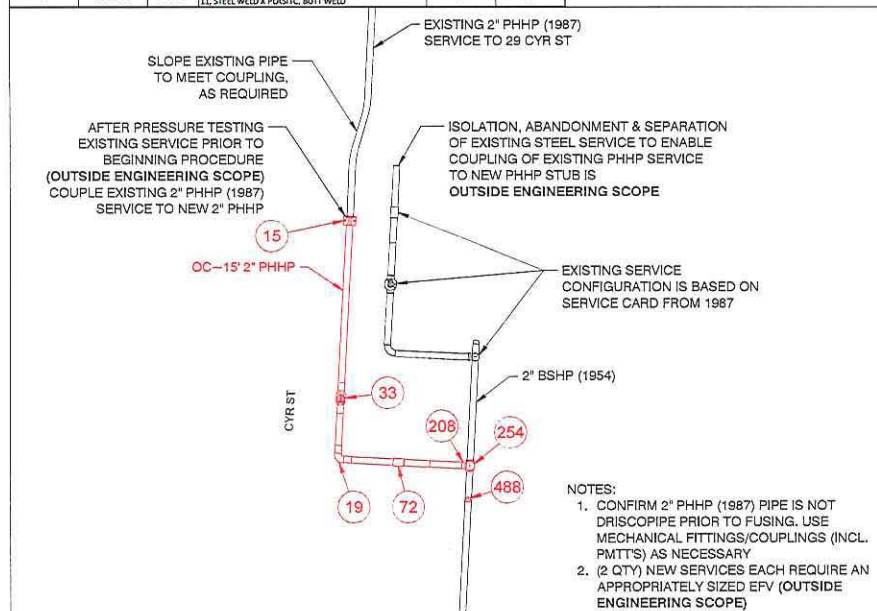 11, STEEL WELD X PLASTIC, BUTT WELD
EXISTING 2" PHHP (1987)
SERVICE TO 29 CYR ST
SLOPE EXISTING PIPE
TO MEET COUPLING,
AS REQUIRED
AFTER PRESSURE TESTING
EXISTING SERVICE PRIOR TO
BEGINNING PROCEDURE
(OUTSIDE ENGINEERING SCOPE)
COUPLE EXISTING 2" PHHP (1987)
SERVICE TO NEW 2" PHHP
ISOLATION, ABANDONMENT & SEPARATION
OF EXISTING STEEL SERVICE TO ENABLE
COUPLING OF EXISTING PHHP SERVICE
TO NEW PHHP STUB IS
OUTSIDE ENGINEERING SCOPE
15
OC~15' 2" PHHP
EXISTING SERVICE
CONFIGURATION IS BASED ON
SERVICE CARD FROM 1987
2" BSHP (1954)
33
CYR ST
208
254
19
72
488
NOTES:
1. CONFIRM 2" PHHP (1987) PIPE IS NOT
DRISCOPIPE PRIOR TO FUSING. USE
MECHANICAL FITTINGS/COUPLINGS (INCL.
PMTT'S) AS NECESSARY
2. (2 QTY) NEW SERVICES EACH REQUIRE AN
APPROPRIATELY SIZED EFV (OUTSIDE
ENGINEERING SCOPE)